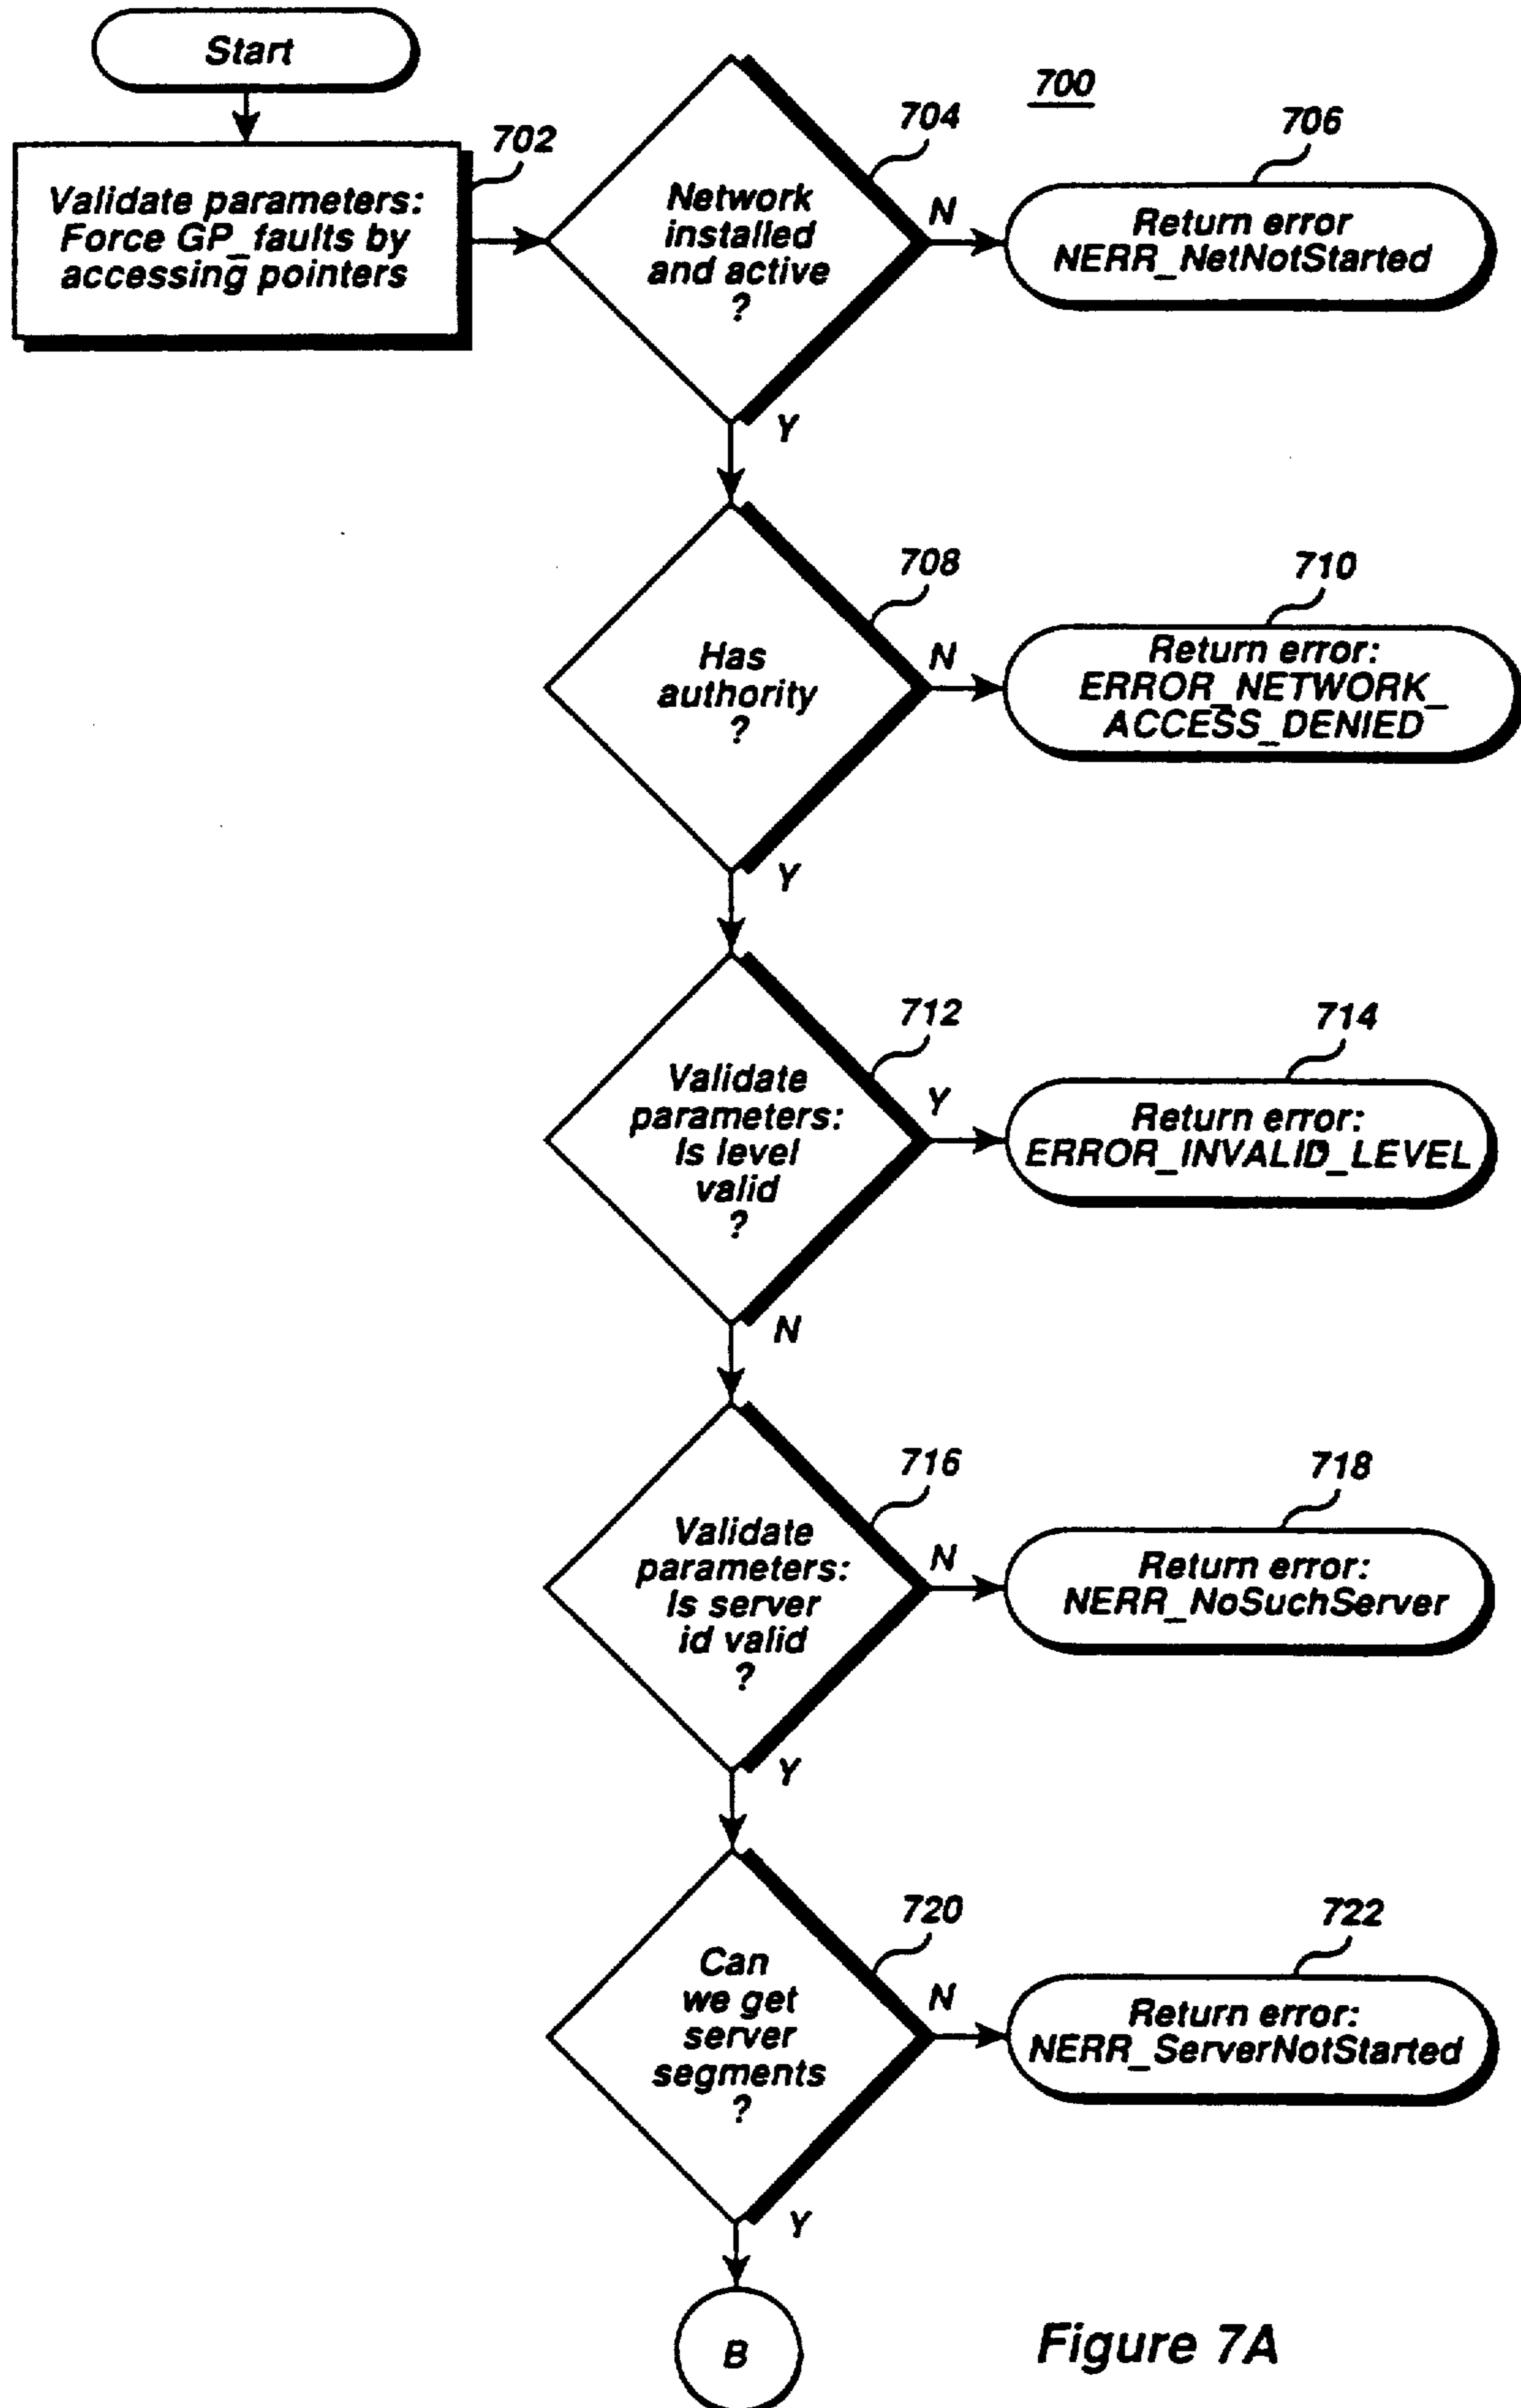 Start
700
702
Validate parameters:
Force GP_faults by
accessing pointers
704
Network
installed
and active
?
N
Y
706
Return error
NERR_NetNotStarted
708
Has
authority
?
N
Y
710
Return error:
ERROR_NETWORK_
ACCESS_DENIED
712
Validate
parameters:
Is level
valid
?
Y
N
714
Return error:
ERROR_INVALID_LEVEL
716
Validate
parameters:
Is server
id valid
?
N
Y
718
Return error:
NERR_NoSuchServer
720
Can
we get
server
segments
?
N
Y
722
Return error:
NERR_ServerNotStarted
B
Figure 7A